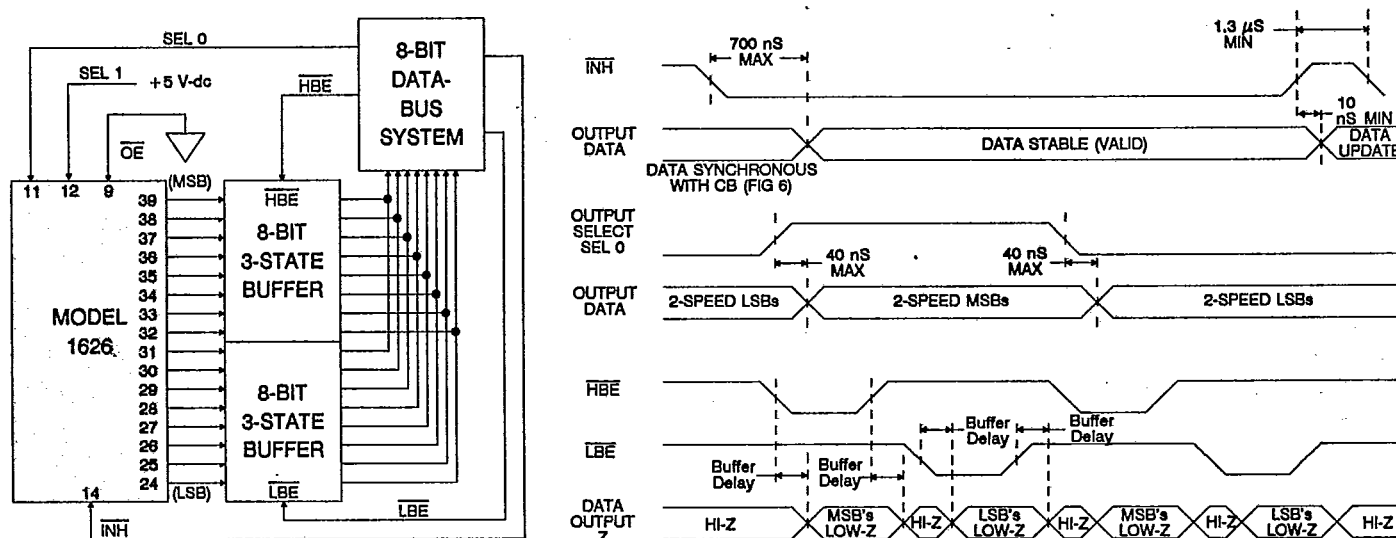 SEL 0
SEL 1
+5 V-dc
OE
HBE
8-BIT
DATA-
BUS
SYSTEM
11
12
9
(MSB)
MODEL
1626
39
38
37
36
35
34
33
32
31
30
29
28
27
26
25
24
(LSB)
14
INH
HBE
8-BIT
3-STATE
BUFFER
8-BIT
3-STATE
BUFFER
LBE
LBE
INH
700 nS
MAX
1.3 µS
MIN
10
nS MIN
OUTPUT
DATA
DATA STABLE (VALID)
DATA
UPDATE
DATA SYNCHRONOUS
WITH CB (FIG 6)
OUTPUT
SELECT
SEL 0
40 nS
MAX
40 nS
MAX
OUTPUT
DATA
2-SPEED LSBs
2-SPEED MSBs
2-SPEED LSBs
HBE
LBE
Buffer
Delay
Buffer
Delay
Buffer
Delay
Buffer
Delay
DATA
OUTPUT
Z
HI-Z
MSB's
LOW-Z
HI-Z
LSB's
LOW-Z
HI-Z
MSB's
LOW-Z
HI-Z
LSB's
LOW-Z
HI-Z